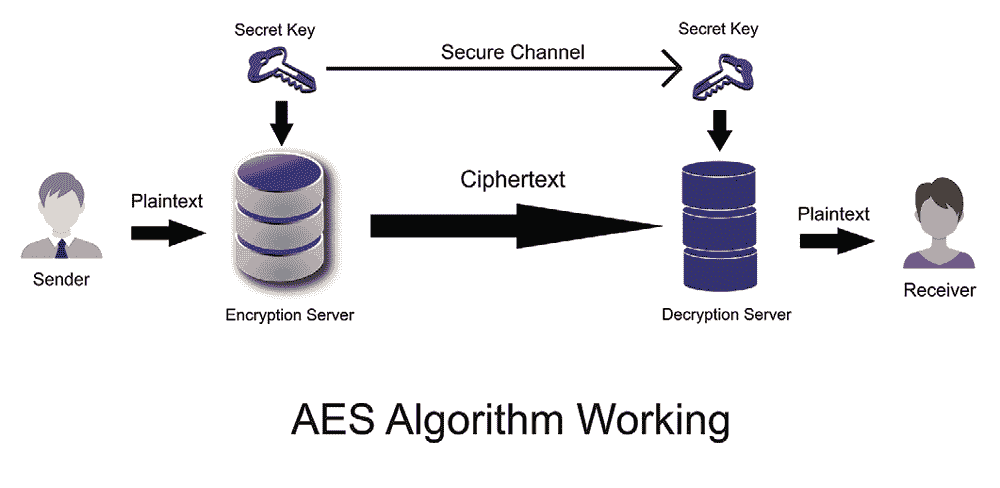 Secret Key
Secret Key
Secure Channel
Ciphertext
Plaintext
Plaintext
Sender
Receiver
Encryption Server
Decryption Server
AES Algorithm Working